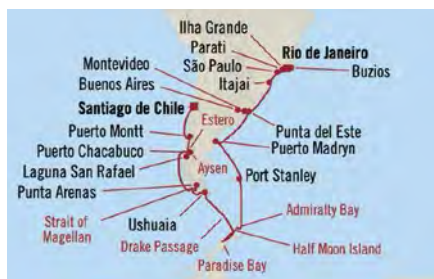 Ilha Grande
Parati
Rio de Janeiro
Montevideo
São Paulo
Buzios
Buenos Aires
Itajai
Santiago de Chile
Estero
Puerto Montt
Punta del Este
Puerto Chacabuco
Puerto Madryn
Laguna San Rafael
Aysen
Port Stanley
Punta Arenas
Strait of
Magellan
Ushuaia
Admiralty Bay
Drake Passage
Half Moon Island
Paradise Bay